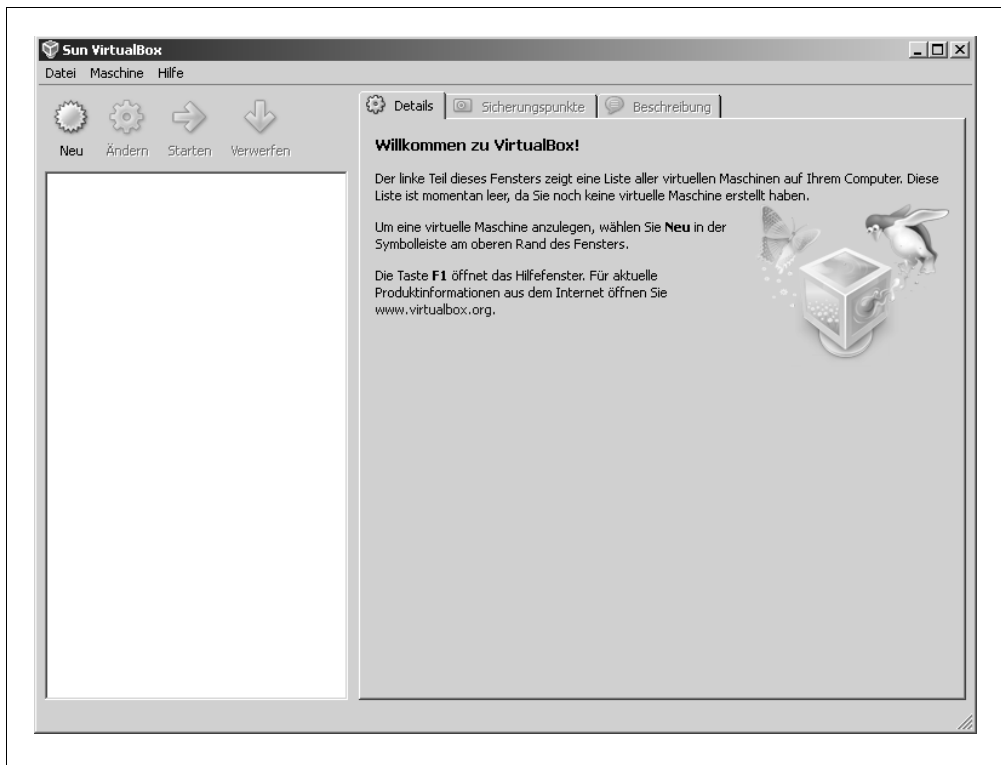 Sun VirtualBox
Datei Maschine Hilfe
Neu Ändern Starten Verwerfen
Details Sicherungspunkte Beschreibung
Willkommen zu VirtualBox!
Der linke Teil dieses Fensters zeigt eine Liste aller virtuellen Maschinen auf Ihrem Computer. Diese
Liste ist momentan leer, da Sie noch keine virtuelle Maschine erstellt haben.
Um eine virtuelle Maschine anzulegen, wählen Sie Neu in der
Symbolleiste am oberen Rand des Fensters.
Die Taste F1 öffnet das Hilfefenster. Für aktuelle
Produktinformationen aus dem Internet öffnen Sie
www.virtualbox.org.